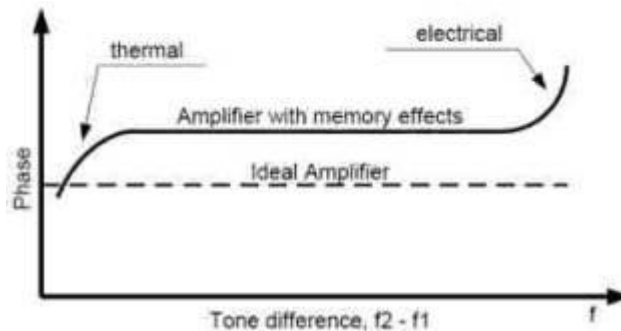 thermal
electrical
Amplifier with memory effects
Ideal Amplifier
Phase
Tone difference, f2 - f1
f